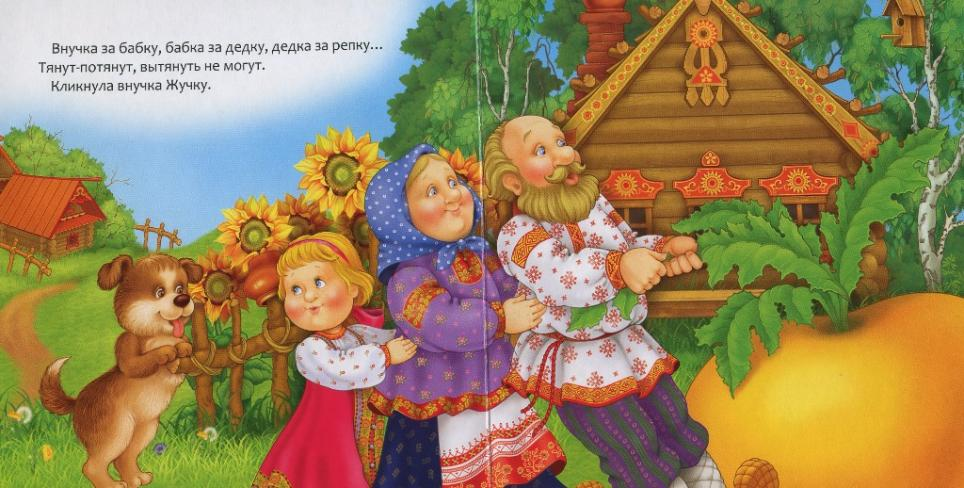 Внучка за бабку, бабка за дедку, дедка за репку...
Тянут-потянут, вытянуть не могут.
Кликнула внучка Жучку.